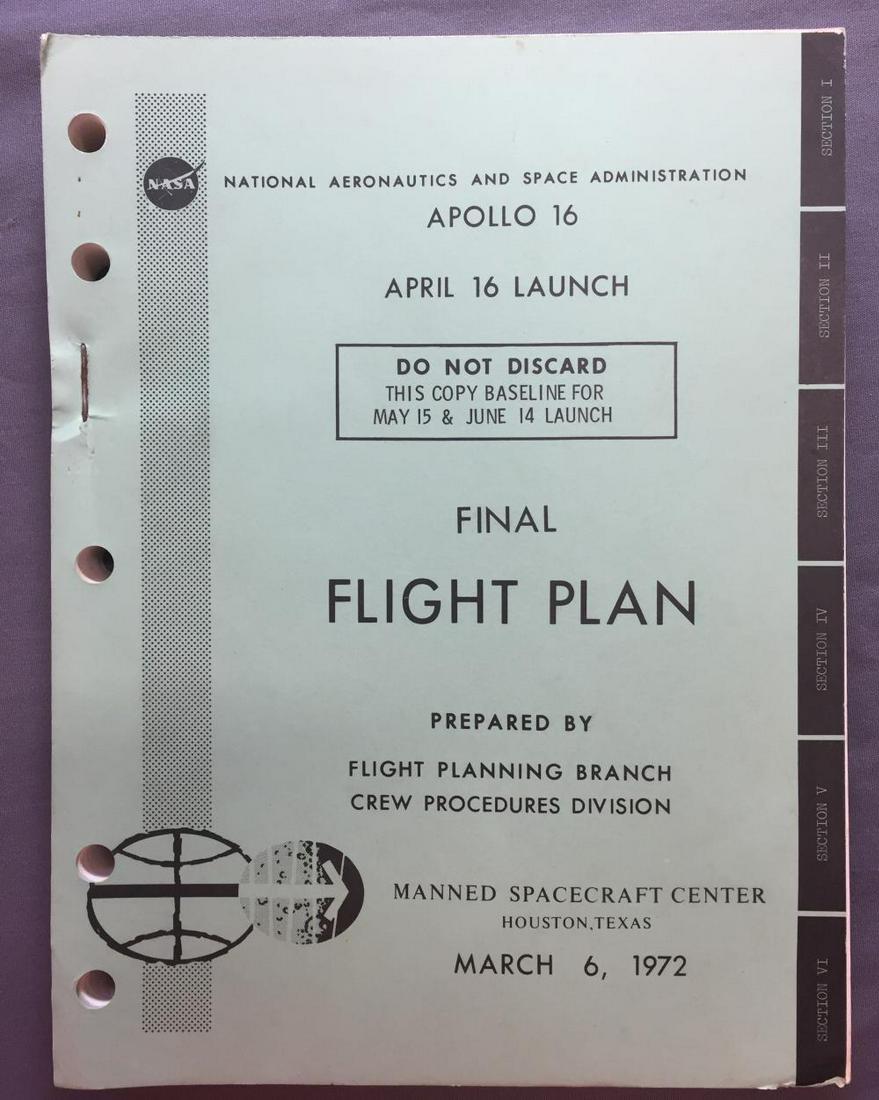 NASA
NATIONAL AERONAUTICS AND SPACE ADMINISTRATION
APOLLO 16
APRIL 16 LAUNCH
DO NOT DISCARD
THIS COPY BASELINE FOR
MAY 15 & JUNE 14 LAUNCH
FINAL
FLIGHT PLAN
PREPARED BY
FLIGHT PLANNING BRANCH
CREW PROCEDURES DIVISION
MANNED SPACECRAFT CENTER
HOUSTON, TEXAS
MARCH 6, 1972
SECTION I
SECTION II
SECTION III
SECTION IV
SECTION V
SECTION VI